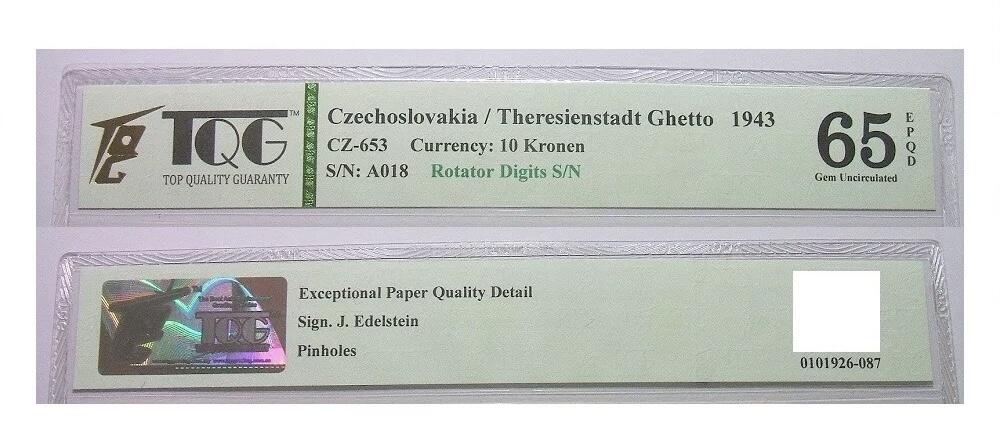 TQG™
TOP QUALITY GUARANTY
Czechoslovakia / Theresienstadt Ghetto 1943
CZ-653 Currency: 10 Kronen
S/N: A018 Rotator Digits S/N
65
EPQD
Gem Uncirculated
TQG
Exceptional Paper Quality Detail
Sign. J. Edelstein
Pinholes
0101926-087